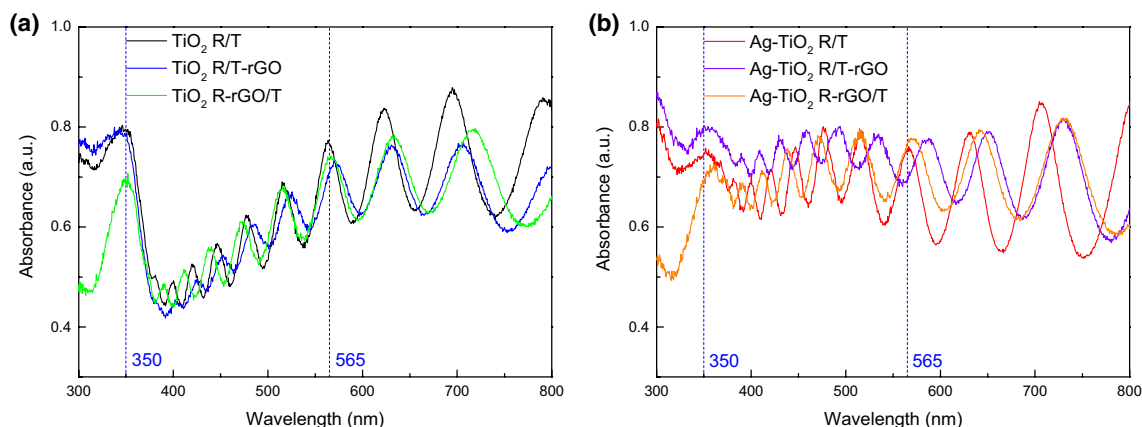 (a)
1.0
0.8
0.6
0.4
Absorbance (a.u.)
TiO2 R/T
TiO2 R/T-rGO
TiO2 R-rGO/T
350
565
300 400 500 600 700 800
Wavelength (nm)
(b)
1.0
0.8
0.6
0.4
Absorbance (a.u.)
Ag-TiO2 R/T
Ag-TiO2 R/T-rGO
Ag-TiO2 R-rGO/T
350
565
300 400 500 600 700 800
Wavelength (nm)